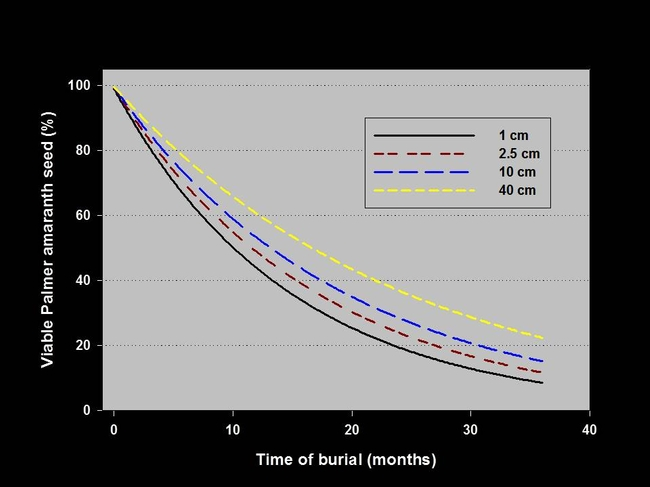 Viable Palmer amaranth seed (%)
100
80
60
40
20
0
1 cm
2.5 cm
10 cm
40 cm
0 10 20 30 40
Time of burial (months)